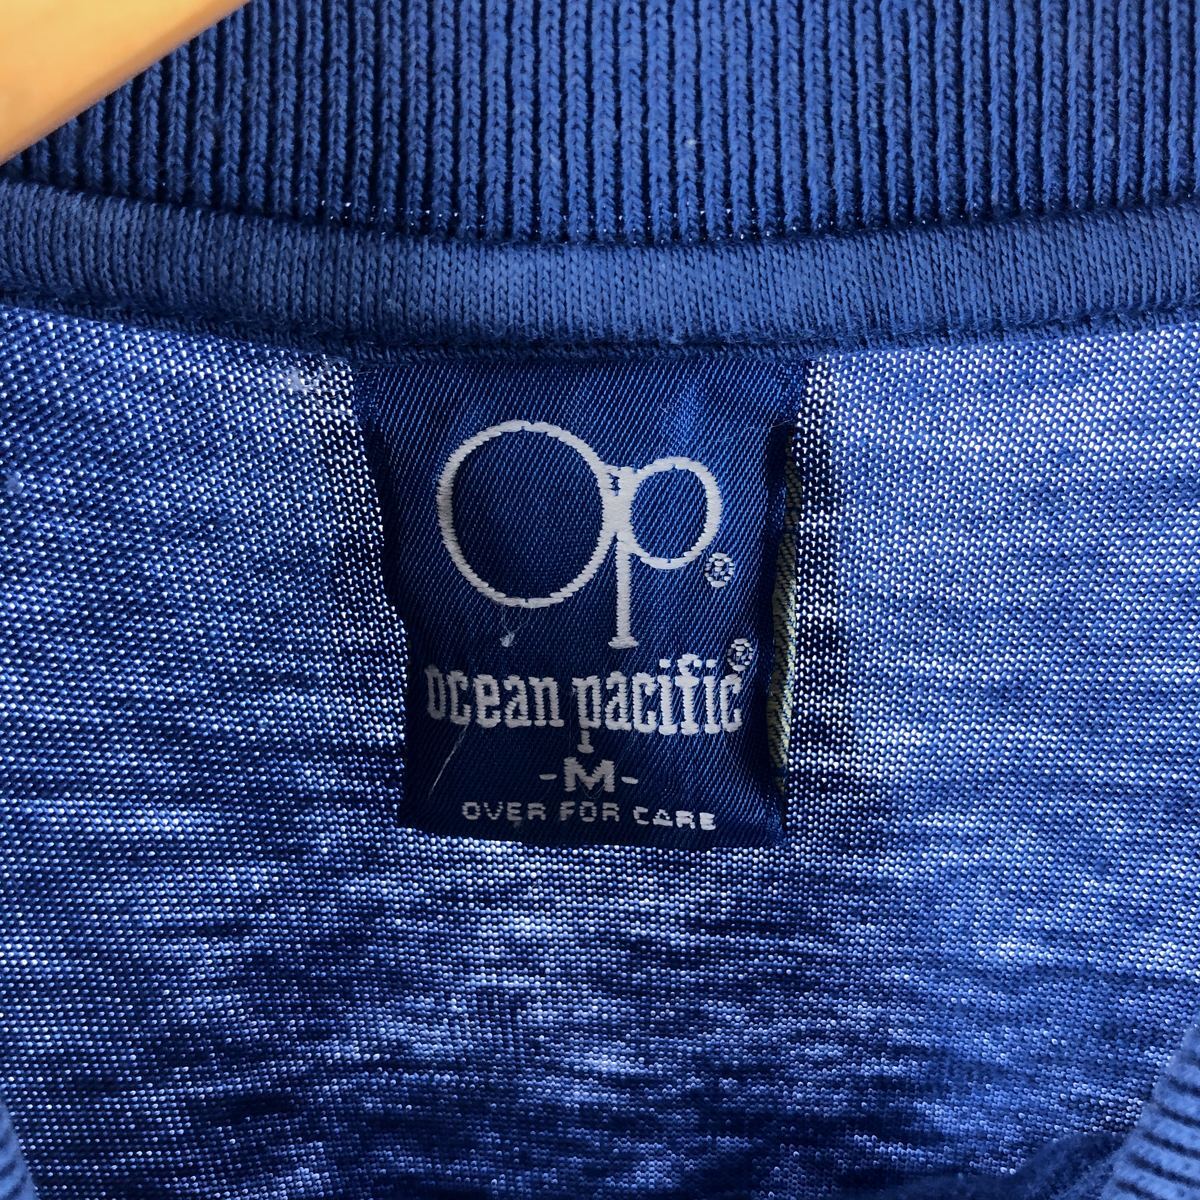 Op®
ocean pacific®
-M-
OVER FOR CARE